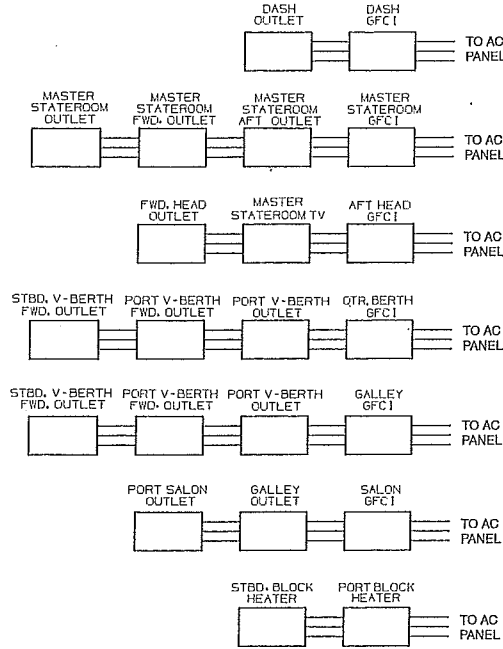 DASH OUTLET
DASH GFCI
TO AC PANEL
MASTER STATEROOM OUTLET
MASTER STATEROOM FWD. OUTLET
MASTER STATEROOM AFT OUTLET
MASTER STATEROOM GFCI
TO AC PANEL
FWD. HEAD OUTLET
MASTER STATEROOM TV
AFT HEAD GFCI
TO AC PANEL
STBD. V-BERTH FWD. OUTLET
PORT V-BERTH FWD. OUTLET
PORT V-BERTH OUTLET
QTR. BERTH GFCI
TO AC PANEL
STBD. V-BERTH FWD. OUTLET
PORT V-BERTH FWD. OUTLET
PORT V-BERTH OUTLET
GALLEY GFCI
TO AC PANEL
PORT SALON OUTLET
GALLEY OUTLET
SALON GFCI
TO AC PANEL
STBD. BLOCK HEATER
PORT BLOCK HEATER
TO AC PANEL